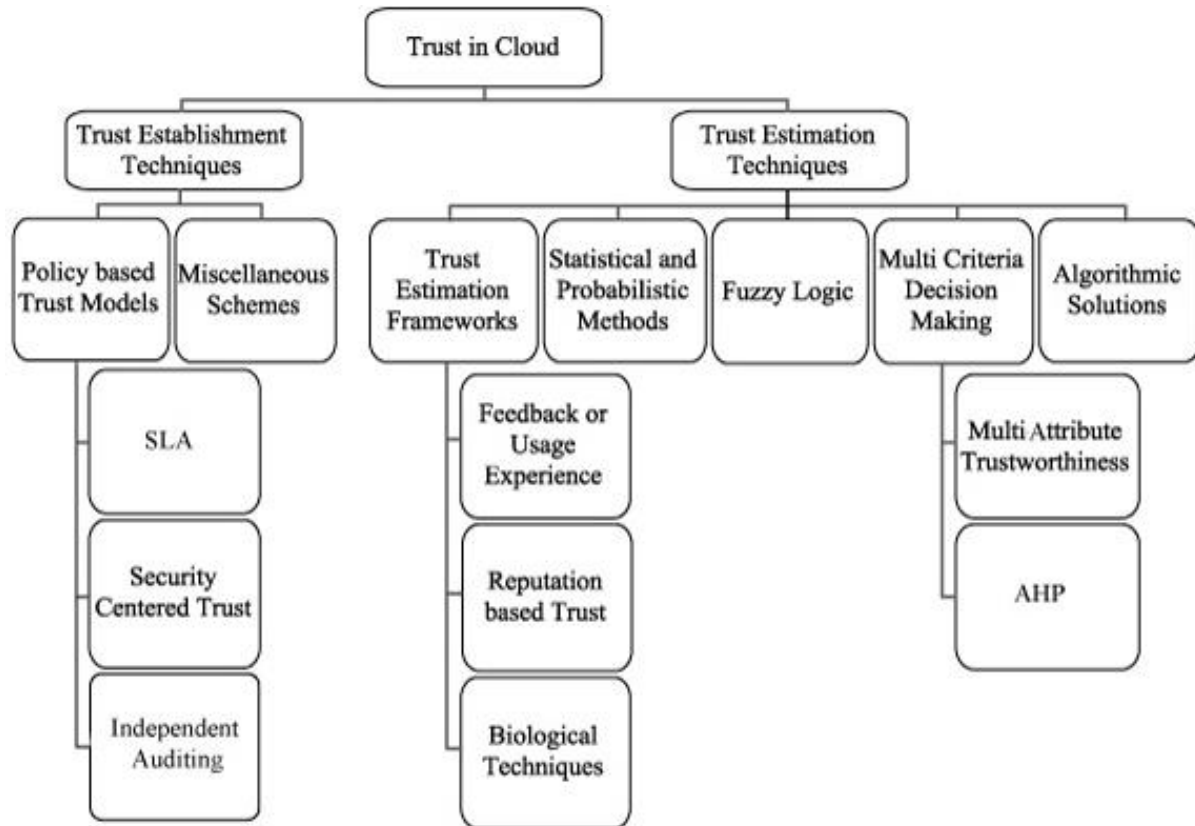 Trust in Cloud
Trust Establishment
Techniques
Trust Estimation
Techniques
Policy based
Trust Models
Miscellaneous
Schemes
Trust
Estimation
Frameworks
Statistical and
Probabilistic
Methods
Fuzzy Logic
Multi Criteria
Decision
Making
Algorithmic
Solutions
SLA
Security
Centered Trust
Independent
Auditing
Feedback or
Usage
Experience
Reputation
based Trust
Biological
Techniques
Multi Attribute
Trustworthiness
AHP